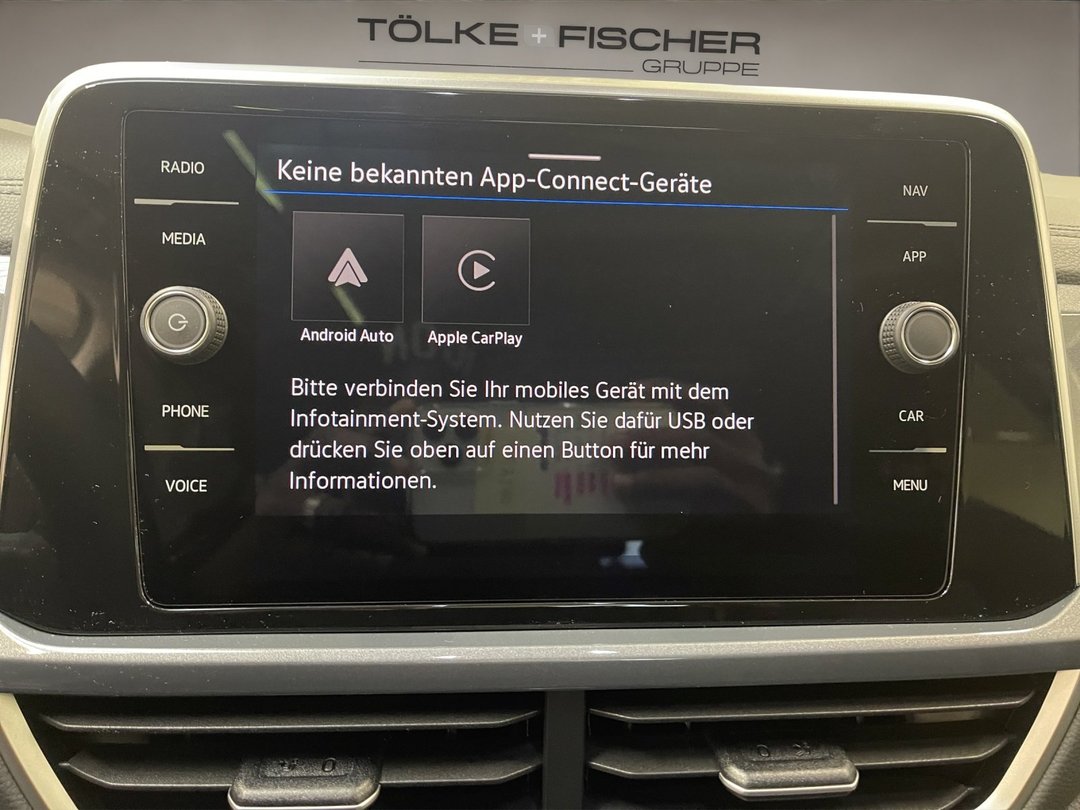 TÖLKE + FISCHER
GRUPPE
RADIO
MEDIA
PHONE
VOICE
Keine bekannten App-Connect-Geräte
Android Auto
Apple CarPlay
Bitte verbinden Sie Ihr mobiles Gerät mit dem
Infotainment-System. Nutzen Sie dafür USB oder
drücken Sie oben auf einen Button für mehr
Informationen.
NAV
APP
CAR
MENU
0
0